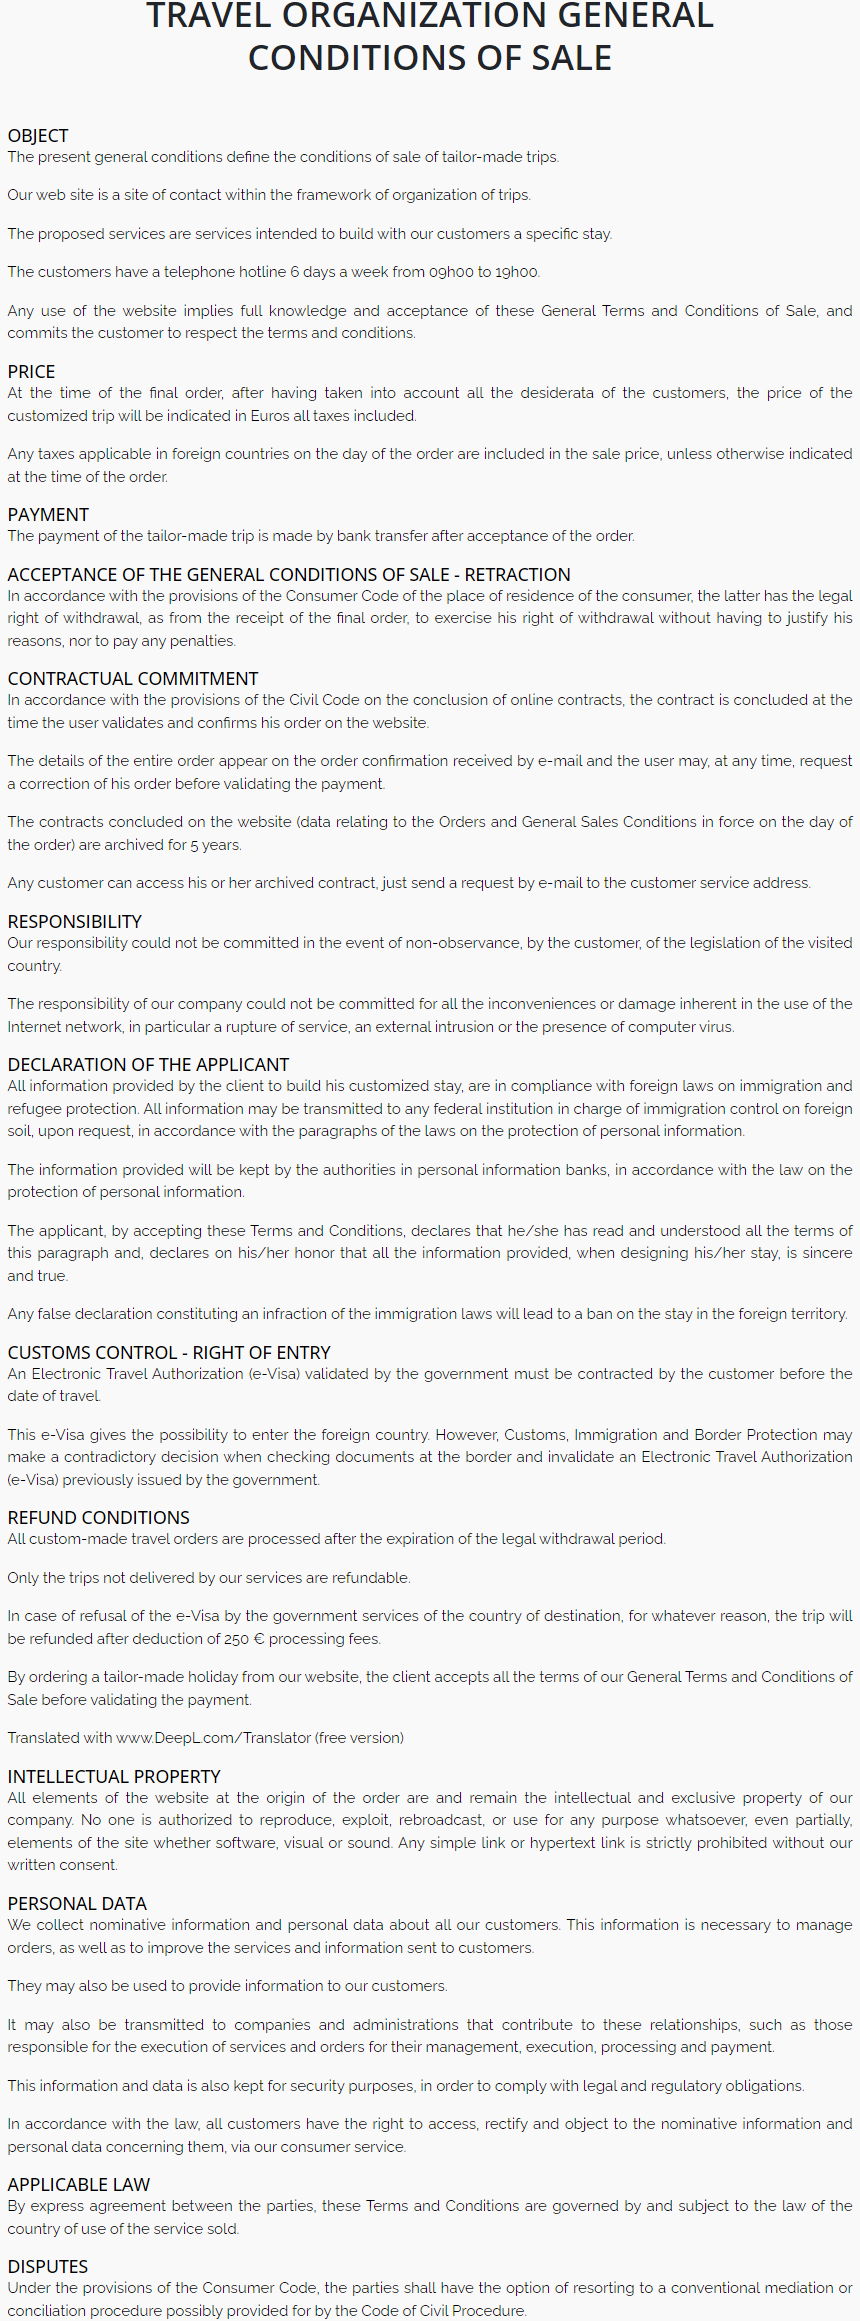 TRAVEL ORGANIZATION GENERAL
CONDITIONS OF SALE
OBJECT
The present general conditions define the conditions of sale of tailor-made trips.
Our web site is a site of contact within the framework of organization of trips.
The proposed services are services intended to build with our customers a specific stay.
The customers have a telephone hotline 6 days a week from 09h00 to 19h00.
Any use of the website implies full knowledge and acceptance of these General Terms and Conditions of Sale, and
commits the customer to respect the terms and conditions.
PRICE
At the time of the final order, after having taken into account all the desiderata of the customers, the price of the
customized trip will be indicated in Euros all taxes included.
Any taxes applicable in foreign countries on the day of the order are included in the sale price, unless otherwise indicated
at the time of the order.
PAYMENT
The payment of the tailor-made trip is made by bank transfer after acceptance of the order.
ACCEPTANCE OF THE GENERAL CONDITIONS OF SALE - RETRACTION
In accordance with the provisions of the Consumer Code of the place of residence of the consumer, the latter has the legal
right of withdrawal, as from the receipt of the final order, to exercise his right of withdrawal without having to justify his
reasons, nor to pay any penalties.
CONTRACTUAL COMMITMENT
In accordance with the provisions of the Civil Code on the conclusion of online contracts, the contract is concluded at the
time the user validates and confirms his order on the website.
The details of the entire order appear on the order confirmation received by e-mail and the user may, at any time, request
a correction of his order before validating the payment.
The contracts concluded on the website (data relating to the Orders and General Sales Conditions in force on the day of
the order) are archived for 5 years.
Any customer can access his or her archived contract, just send a request by e-mail to the customer service address.
RESPONSIBILITY
Our responsibility could not be committed in the event of non-observance, by the customer, of the legislation of the visited
country.
The responsibility of our company could not be committed for all the inconveniences or damage inherent in the use of the
Internet network, in particular a rupture of service, an external intrusion or the presence of computer virus.
DECLARATION OF THE APPLICANT
All information provided by the client to build his customized stay, are in compliance with foreign laws on immigration and
refugee protection. All information may be transmitted to any federal institution in charge of immigration control on foreign
soil, upon request, in accordance with the paragraphs of the laws on the protection of personal information.
The information provided will be kept by the authorities in personal information banks, in accordance with the law on the
protection of personal information.
The applicant, by accepting these Terms and Conditions, declares that he/she has read and understood all the terms of
this paragraph and, declares on his/her honor that all the information provided, when designing his/her stay, is sincere
and true.
Any false declaration constituting an infraction of the immigration laws will lead to a ban on the stay in the foreign territory.
CUSTOMS CONTROL - RIGHT OF ENTRY
An Electronic Travel Authorization (e-Visa) validated by the government must be contracted by the customer before the
date of travel.
This e-Visa gives the possibility to enter the foreign country. However, Customs, Immigration and Border Protection may
make a contradictory decision when checking documents at the border and invalidate an Electronic Travel Authorization
(e-Visa) previously issued by the government.
REFUND CONDITIONS
All custom-made travel orders are processed after the expiration of the legal withdrawal period.
Only the trips not delivered by our services are refundable.
In case of refusal of the e-Visa by the government services of the country of destination, for whatever reason, the trip will
be refunded after deduction of 250 € processing fees.
By ordering a tailor-made holiday from our website, the client accepts all the terms of our General Terms and Conditions of
Sale before validating the payment.
Translated with www.DeepL.com/Translator (free version)
INTELLECTUAL PROPERTY
All elements of the website at the origin of the order are and remain the intellectual and exclusive property of our
company. No one is authorized to reproduce, exploit, rebroadcast, or use for any purpose whatsoever, even partially,
elements of the site whether software, visual or sound. Any simple link or hypertext link is strictly prohibited without our
written consent.
PERSONAL DATA
We collect nominative information and personal data about all our customers. This information is necessary to manage
orders, as well as to improve the services and information sent to customers.
They may also be used to provide information to our customers.
It may also be transmitted to companies and administrations that contribute to these relationships, such as those
responsible for the execution of services and orders for their management, execution, processing and payment.
This information and data is also kept for security purposes, in order to comply with legal and regulatory obligations.
In accordance with the law, all customers have the right to access, rectify and object to the nominative information and
personal data concerning them, via our consumer service.
APPLICABLE LAW
By express agreement between the parties, these Terms and Conditions are governed by and subject to the law of the
country of use of the service sold.
DISPUTES
Under the provisions of the Consumer Code, the parties shall have the option of resorting to a conventional mediation or
conciliation procedure possibly provided for by the Code of Civil Procedure.